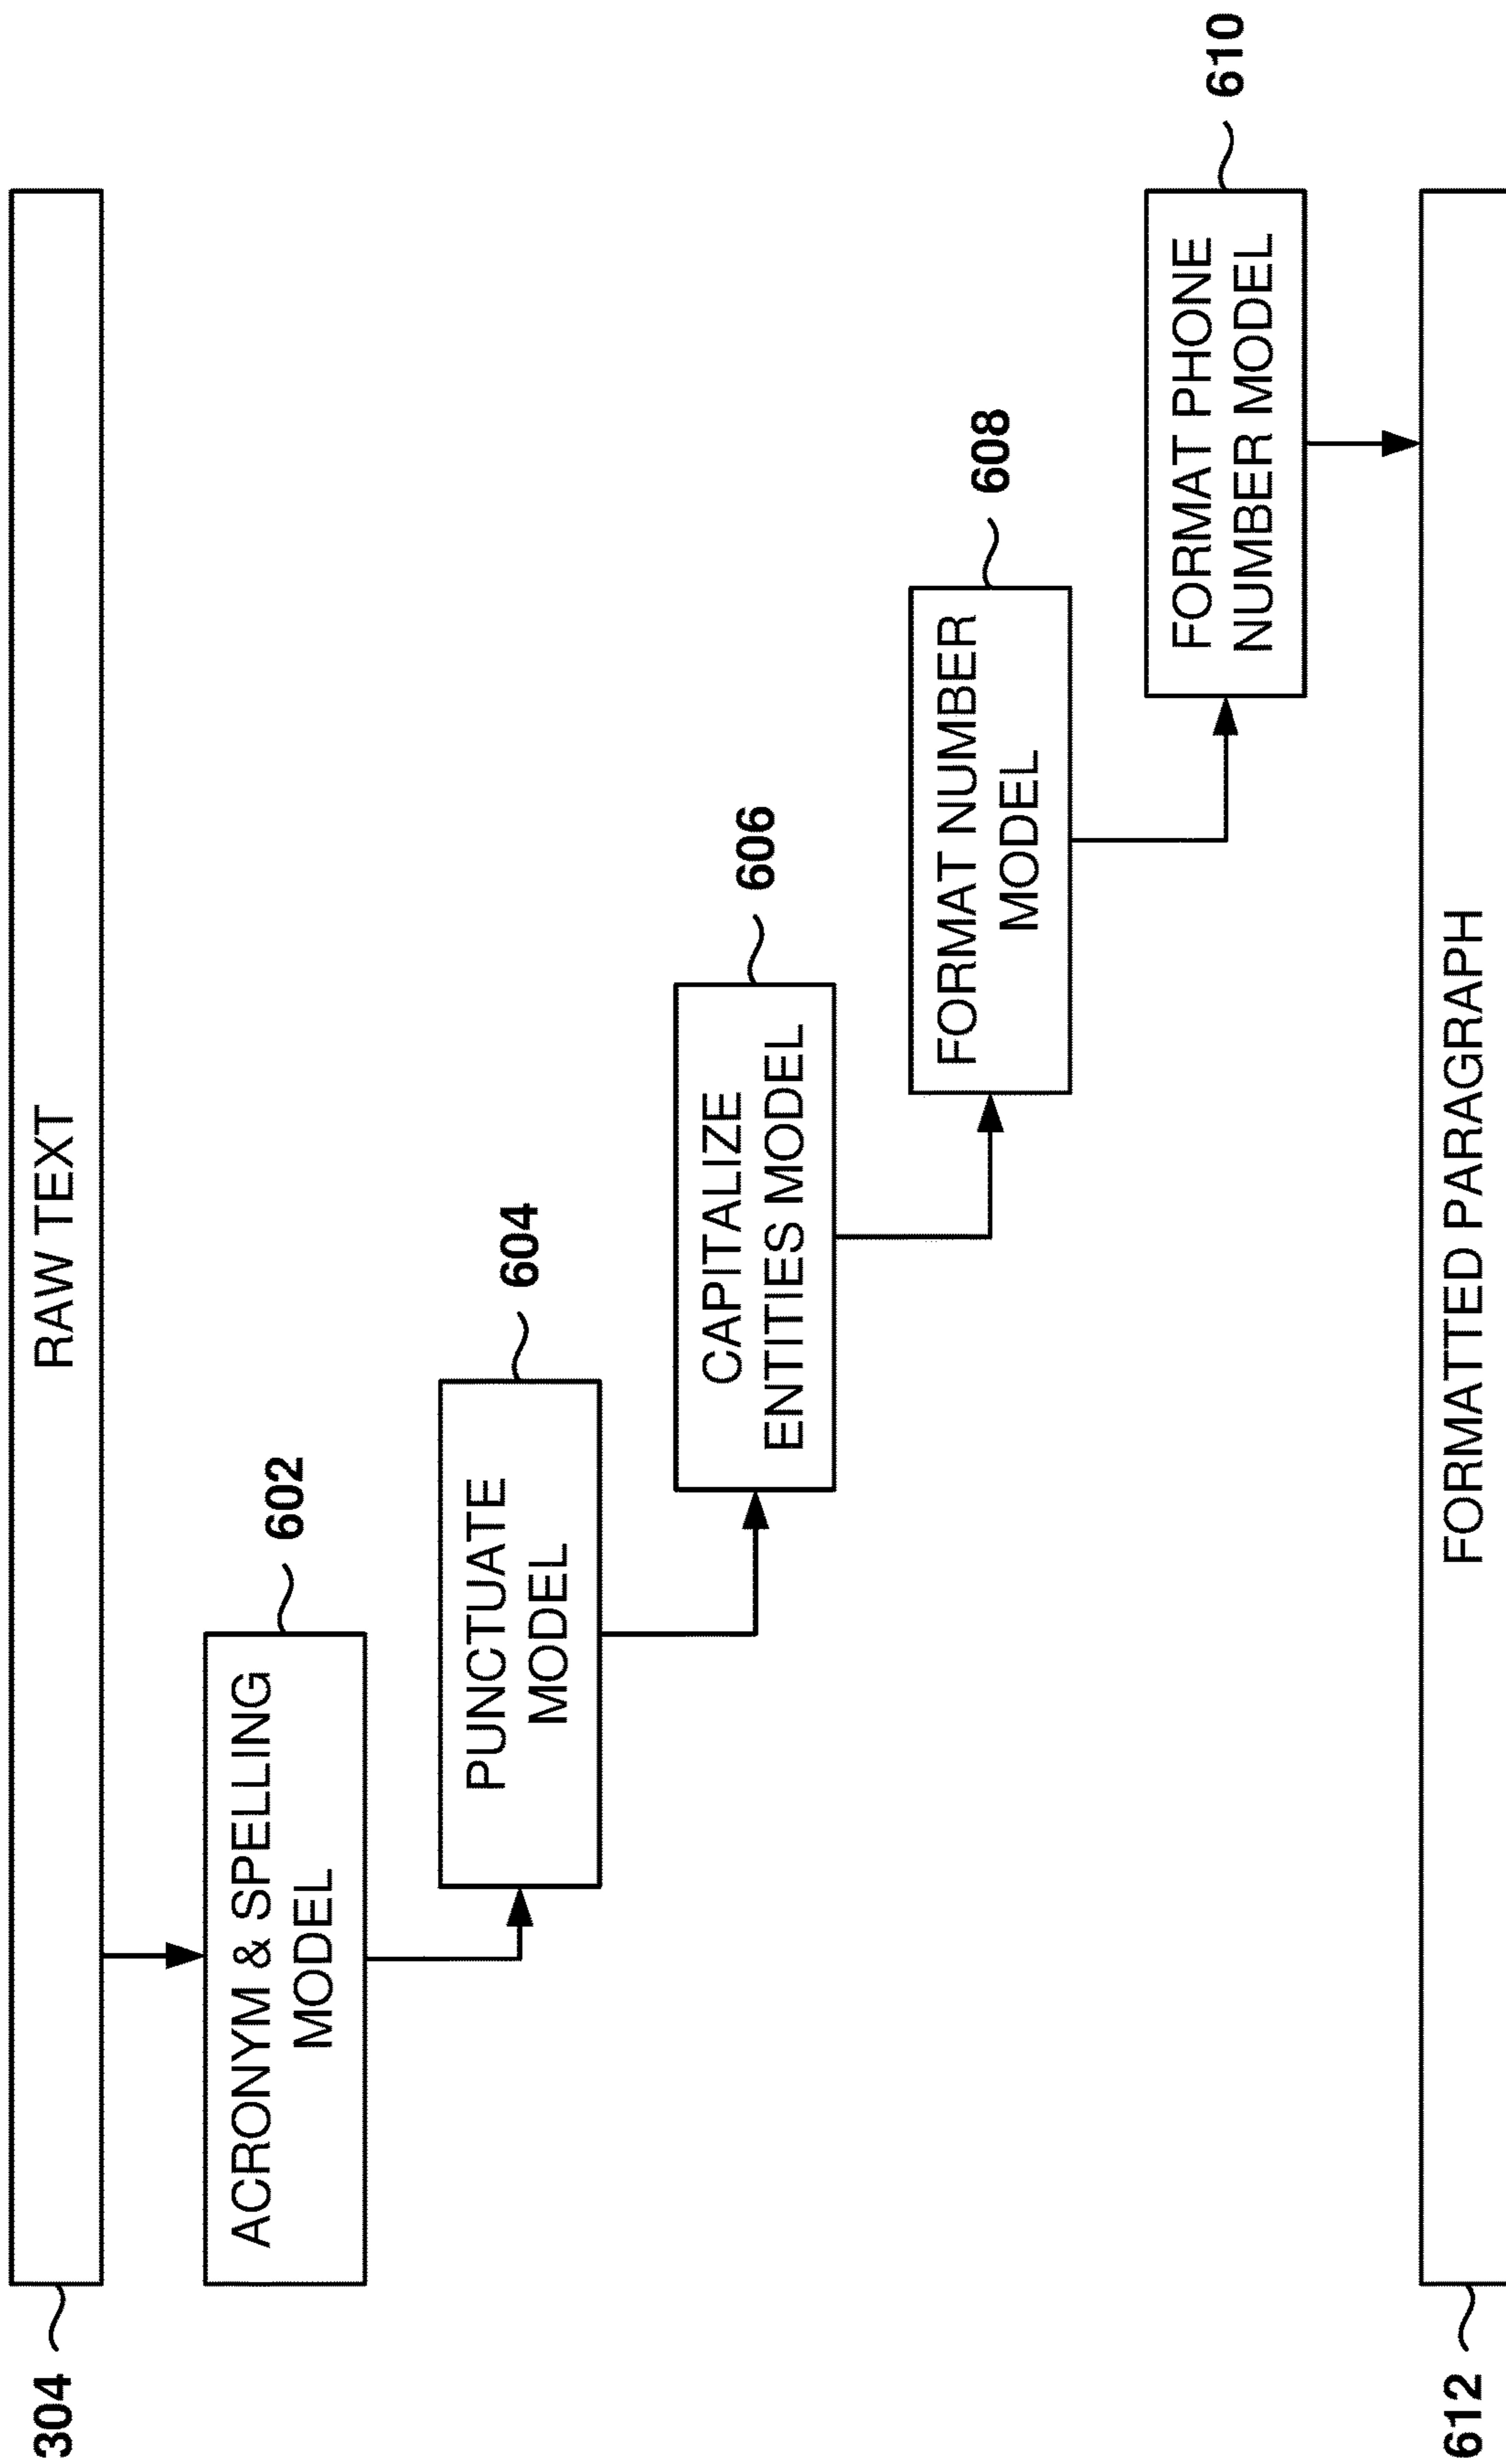 304
RAW TEXT
602
ACRONYM & SPELLING
MODEL
604
PUNCTUATE
MODEL
606
CAPITALIZE
ENTITIES MODEL
608
FORMAT NUMBER
MODEL
610
FORMAT PHONE
NUMBER MODEL
612
FORMATTED PARAGRAPH